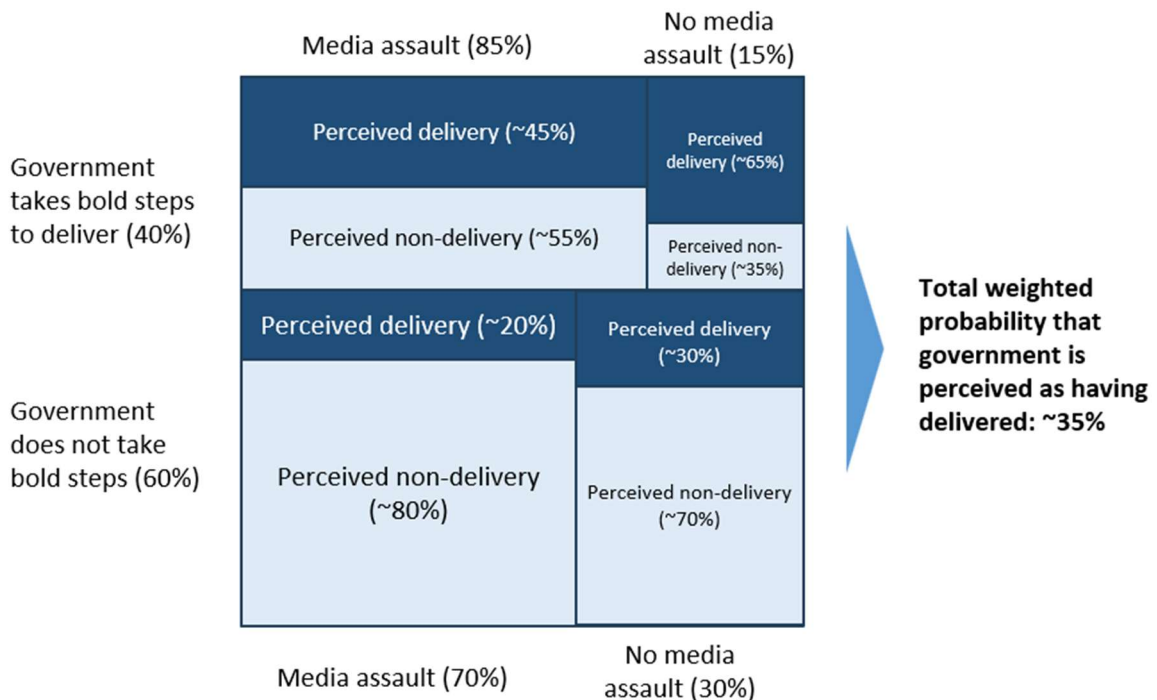 Media assault (85%)
No media
assault (15%)
Government
takes bold steps
to deliver (40%)
Perceived delivery (~45%)
Perceived
delivery (~65%)
Perceived non-delivery (~55%)
Perceived non-
delivery (~35%)
Government
does not take
bold steps (60%)
Perceived delivery (~20%)
Perceived delivery
(~30%)
Perceived non-delivery
(~80%)
Perceived non-delivery
(~70%)
Media assault (70%)
No media
assault (30%)
Total weighted
probability that
government is
perceived as having
delivered: ~35%